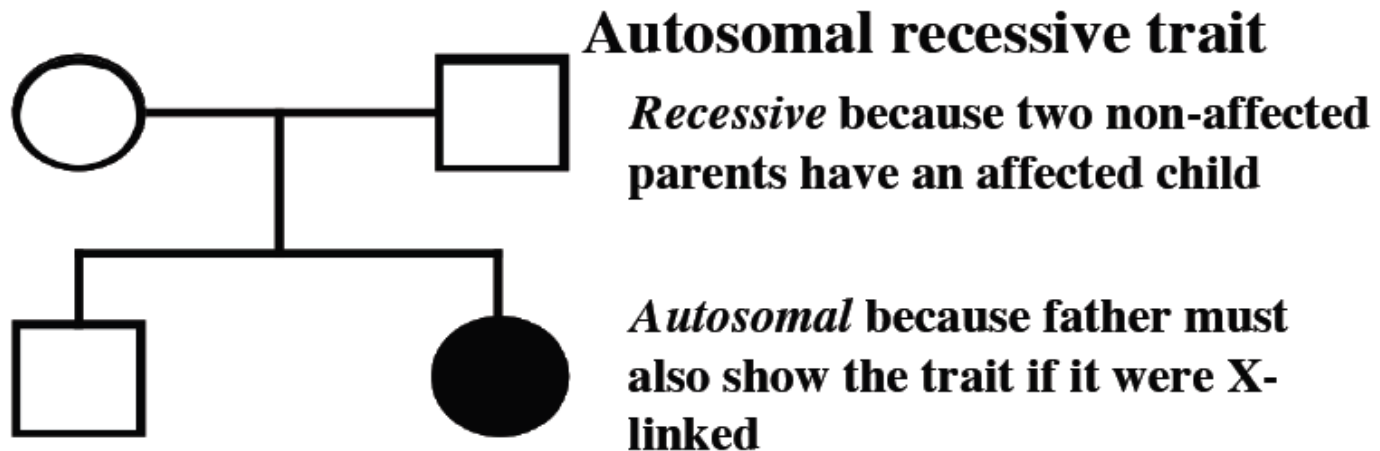 Autosomal recessive trait
Recessive because two non-affected
parents have an affected child
Autosomal because father must
also show the trait if it were X-
linked